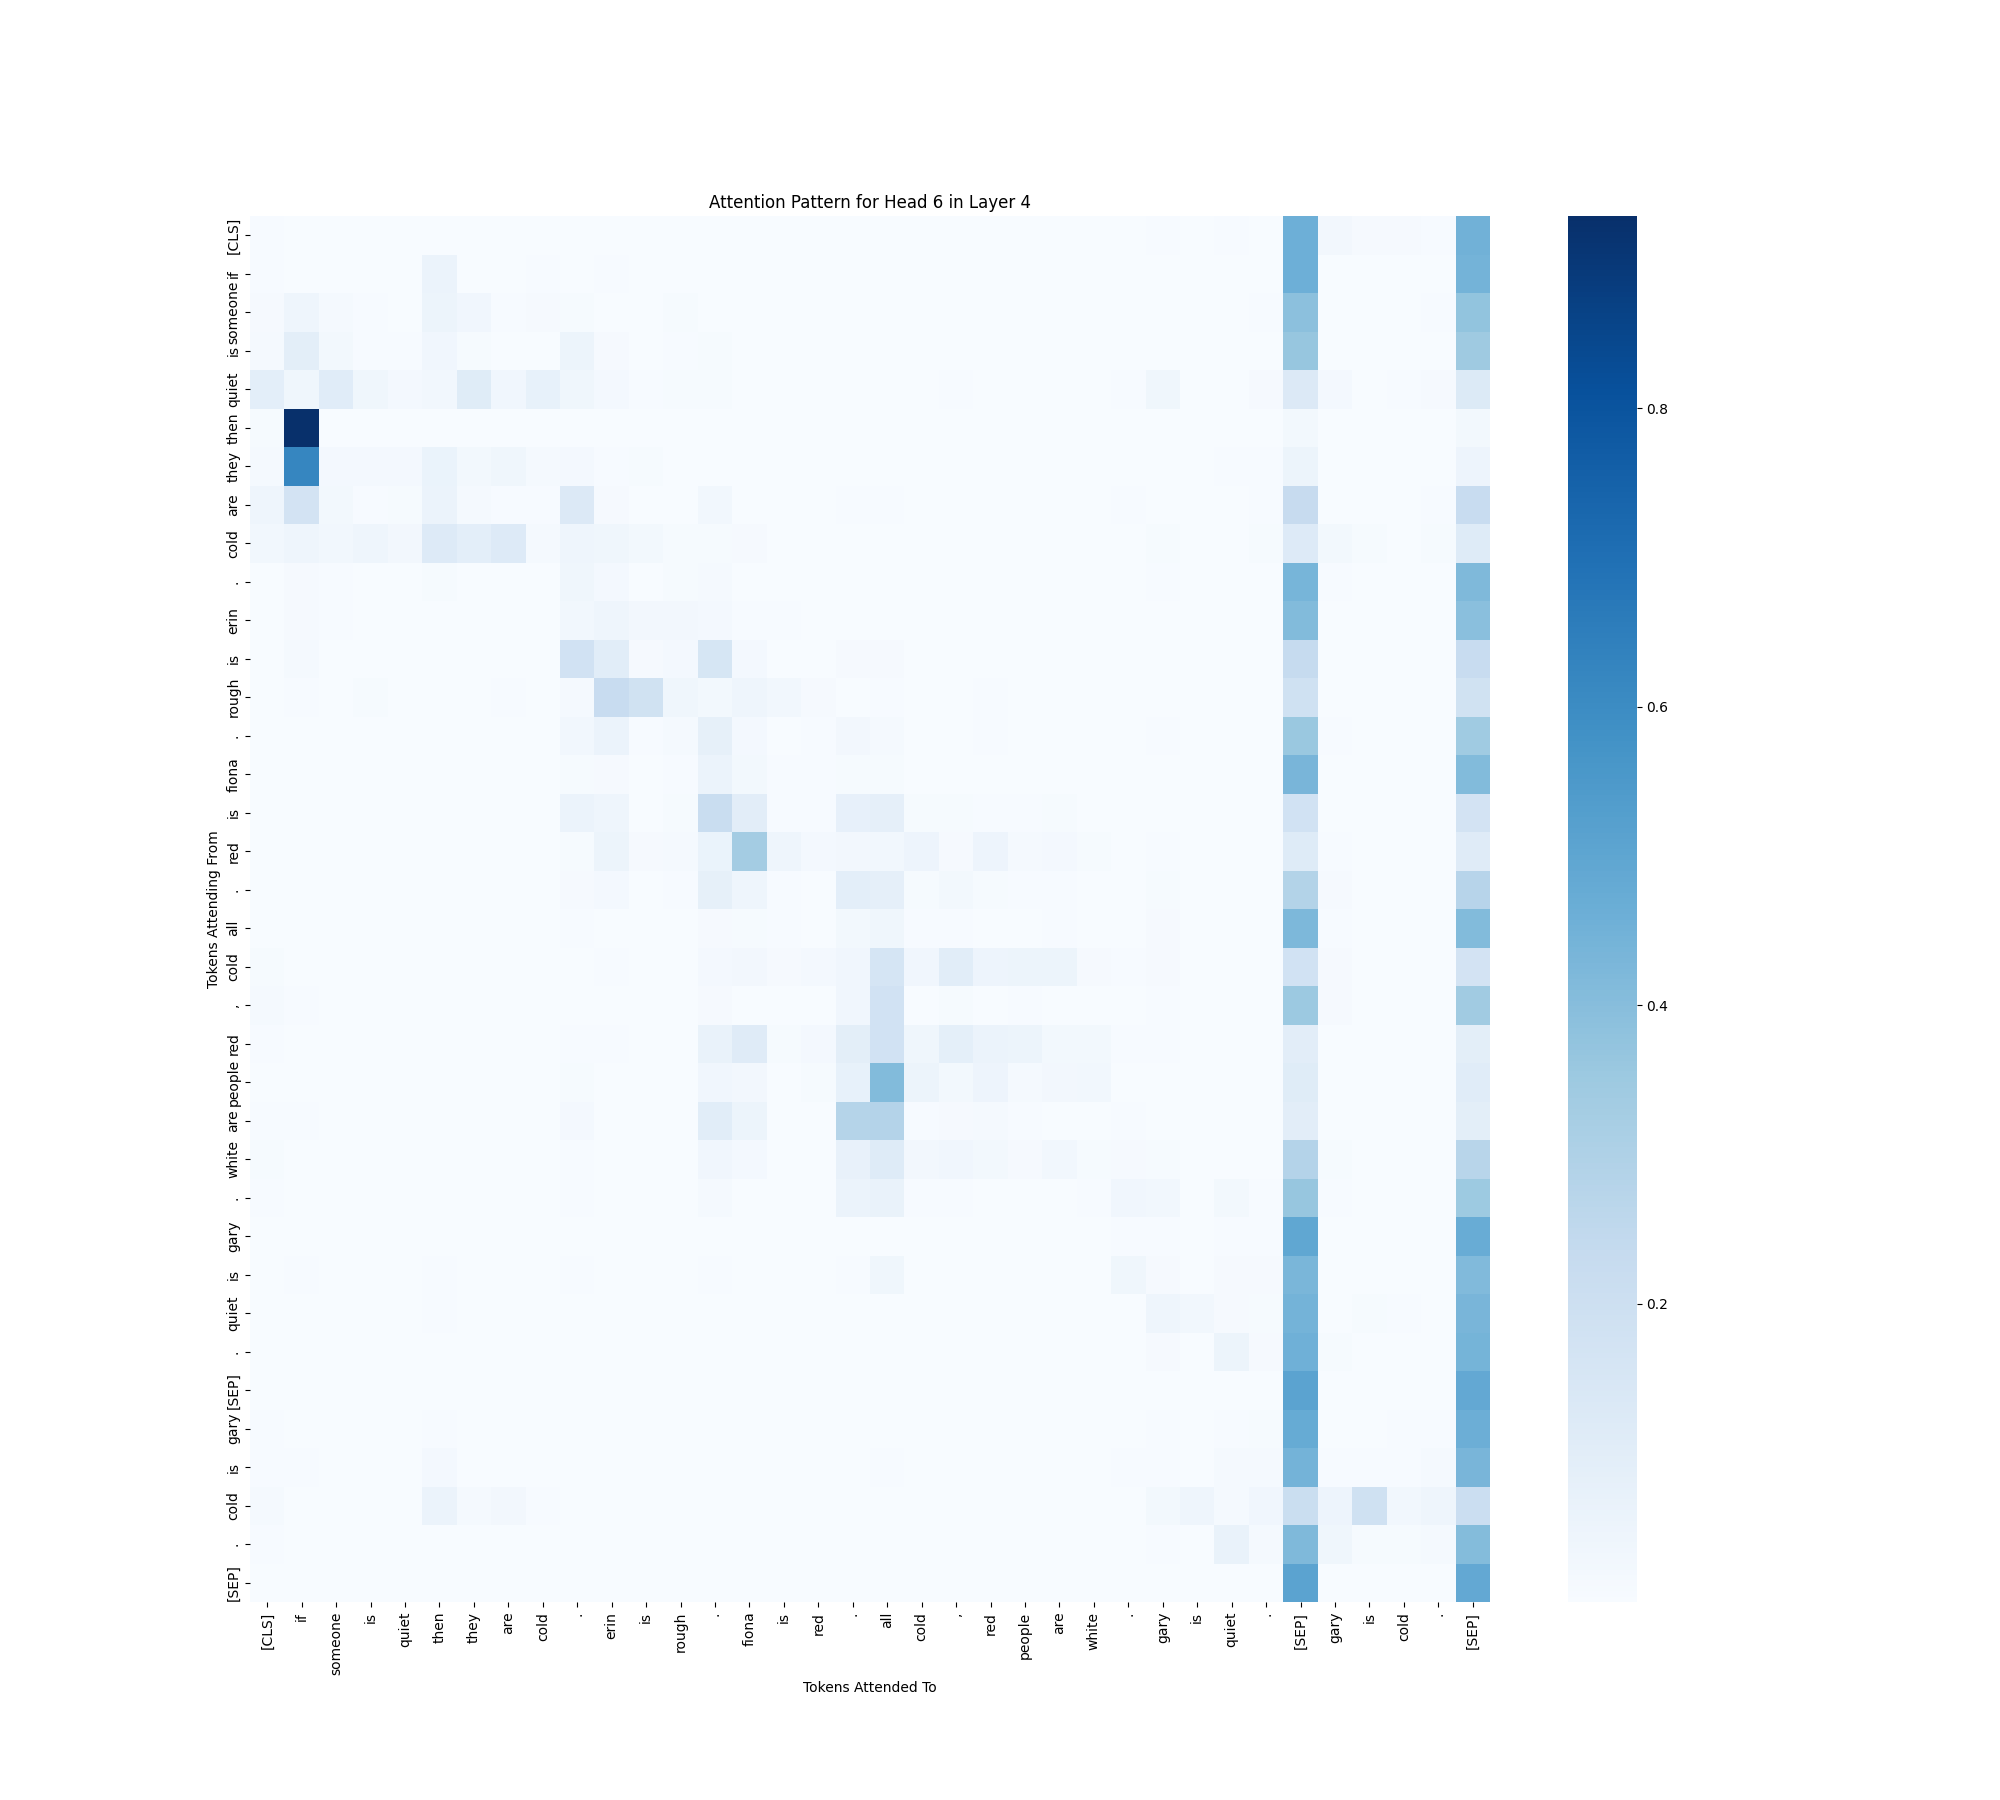 Attention Pattern for Head 6 in Layer 4
Tokens Attending From
[CLS]
if
someone
is
quiet
then
they
are
cold
.
erin
is
rough
.
fiona
is
red
.
all
cold
,
red
people
are
white
.
gary
is
quiet
.
[SEP]
gary
is
cold
.
[SEP]
[CLS] if someone is quiet then they are cold . erin is rough . fiona is red . all cold , red people are white . gary is quiet . [SEP] gary is cold . [SEP]
Tokens Attended To
0.8
0.6
0.4
0.2